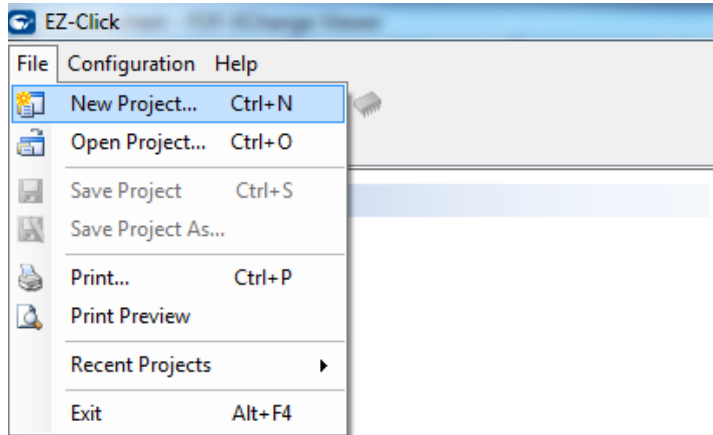 EZ-Click
File Configuration Help
New Project... Ctrl+N
Open Project... Ctrl+O
Save Project Ctrl+S
Save Project As...
Print... Ctrl+P
Print Preview
Recent Projects
Exit Alt+F4